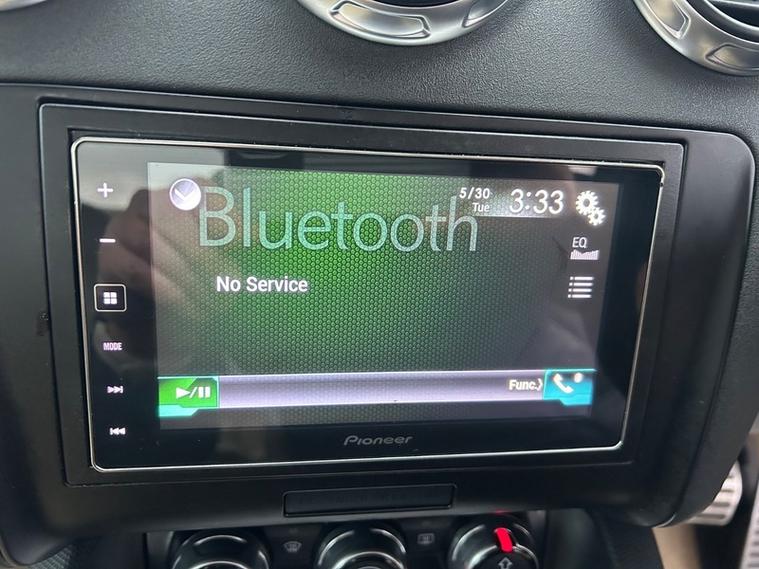 Bluetooth
5/30
Tue
3:33
EQ
No Service
MODE
Func.
Pioneer